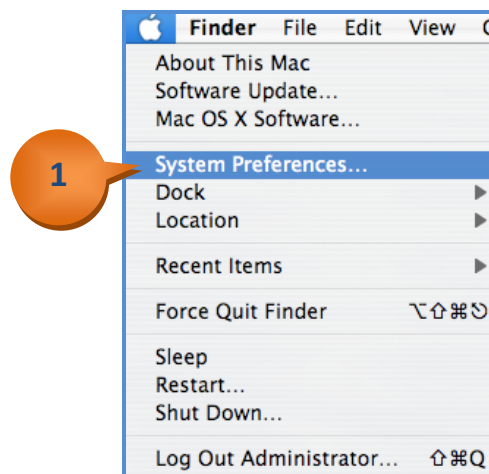 Finder File Edit View
About This Mac
Software Update...
Mac OS X Software...
1
System Preferences...
Dock
Location
Recent Items
Force Quit Finder ⌥⇧⌘⎋
Sleep
Restart...
Shut Down...
Log Out Administrator... ⇧⌘Q